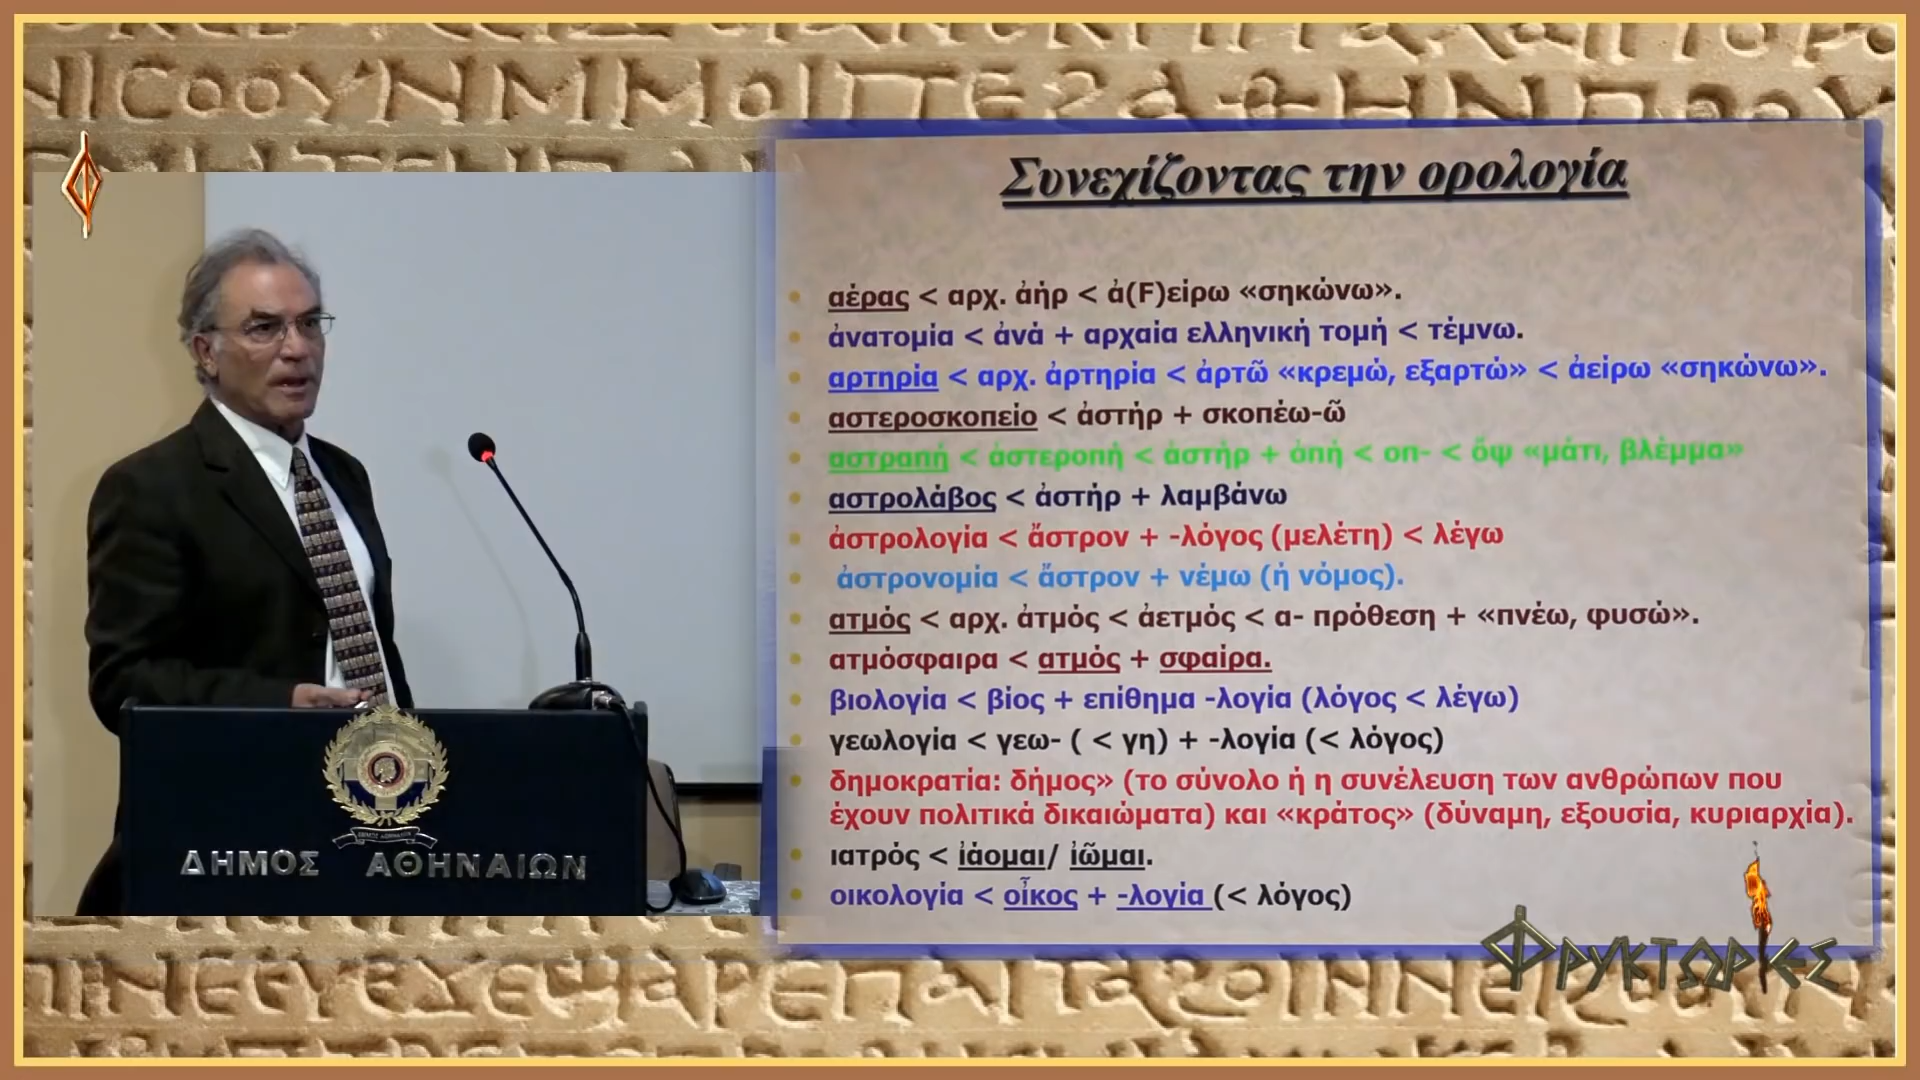 Συνεχίζοντας την ορολογία
αέρας < αρχ. ἀήρ < ἀ(F)είρω «σηκώνω».
ἀνατομία < ἀνά + αρχαία ελληνική τομή < τέμνω.
αρτηρία < αρχ. ἀρτηρία < ἀρτῶ «κρεμώ, εξαρτώ» < ἀείρω «σηκώνω».
αστεροσκοπείο < ἀστήρ + σκοπέω-ῶ
αστραπή < ἀστεροπή < ἀστήρ + ὀπή < οπ- < ὄψ «μάτι, βλέμμα»
αστρολάβος < ἀστήρ + λαμβάνω
ἀστρολογία < ἄστρον + -λόγος (μελέτη) < λέγω
ἀστρονομία < ἄστρον + νέμω (ή νόμος).
ατμός < αρχ. ἀτμός < ἀετμός < α- πρόθεση + «πνέω, φυσώ».
ατμόσφαιρα < ατμός + σφαίρα.
βιολογία < βίος + επίθημα -λογία (λόγος < λέγω)
γεωλογία < γεω- ( < γη) + -λογία (< λόγος)
δημοκρατία: δήμος» (το σύνολο ή η συνέλευση των ανθρώπων που
έχουν πολιτικά δικαιώματα) και «κράτος» (δύναμη, εξουσία, κυριαρχία).
ιατρός < ἰάομαι/ ἰῶμαι.
οικολογία < οἶκος + -λογία (< λόγος)
ΔΗΜΟΣ ΑΘΗΝΑΙΩΝ
ΦΡΥΚΤΩΡΙΕΣ